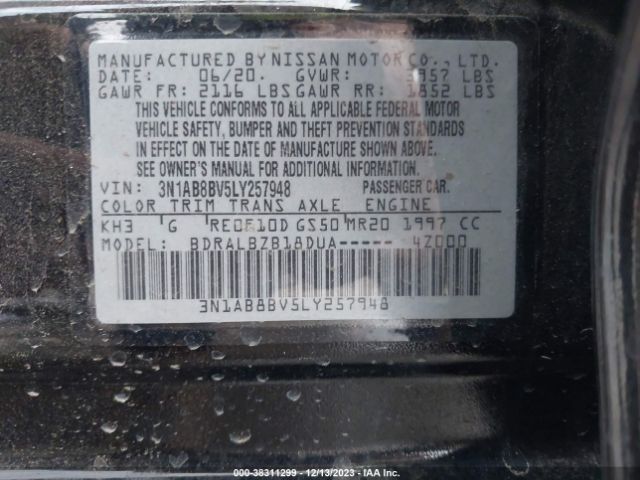 MANUFACTURED BY NISSAN MOTOR CO., LTD.
DATE: 06/20. GVWR: LBS
GAWR FR: 2116 LBS GAWR RR: 1852 LBS
THIS VEHICLE CONFORMS TO ALL APPLICABLE FEDERAL MOTOR
VEHICLE SAFETY, BUMPER AND THEFT PREVENTION STANDARDS
IN EFFECT ON THE DATE OF MANUFACTURE SHOWN ABOVE.
SEE OWNER'S MANUAL FOR ADDITIONAL INFORMATION.
VIN: 3N1AB8BV5LY257948 PASSENGER CAR.
COLOR TRIM TRANS AXLE ENGINE
KH3 G RE0F10D GS50 MR20 1997 CC
MODEL: BDRALBZB18DUA----- 4Z000
3N1AB8BV5LY257948
000-38311299 - 12/13/2023 - IAA Inc.